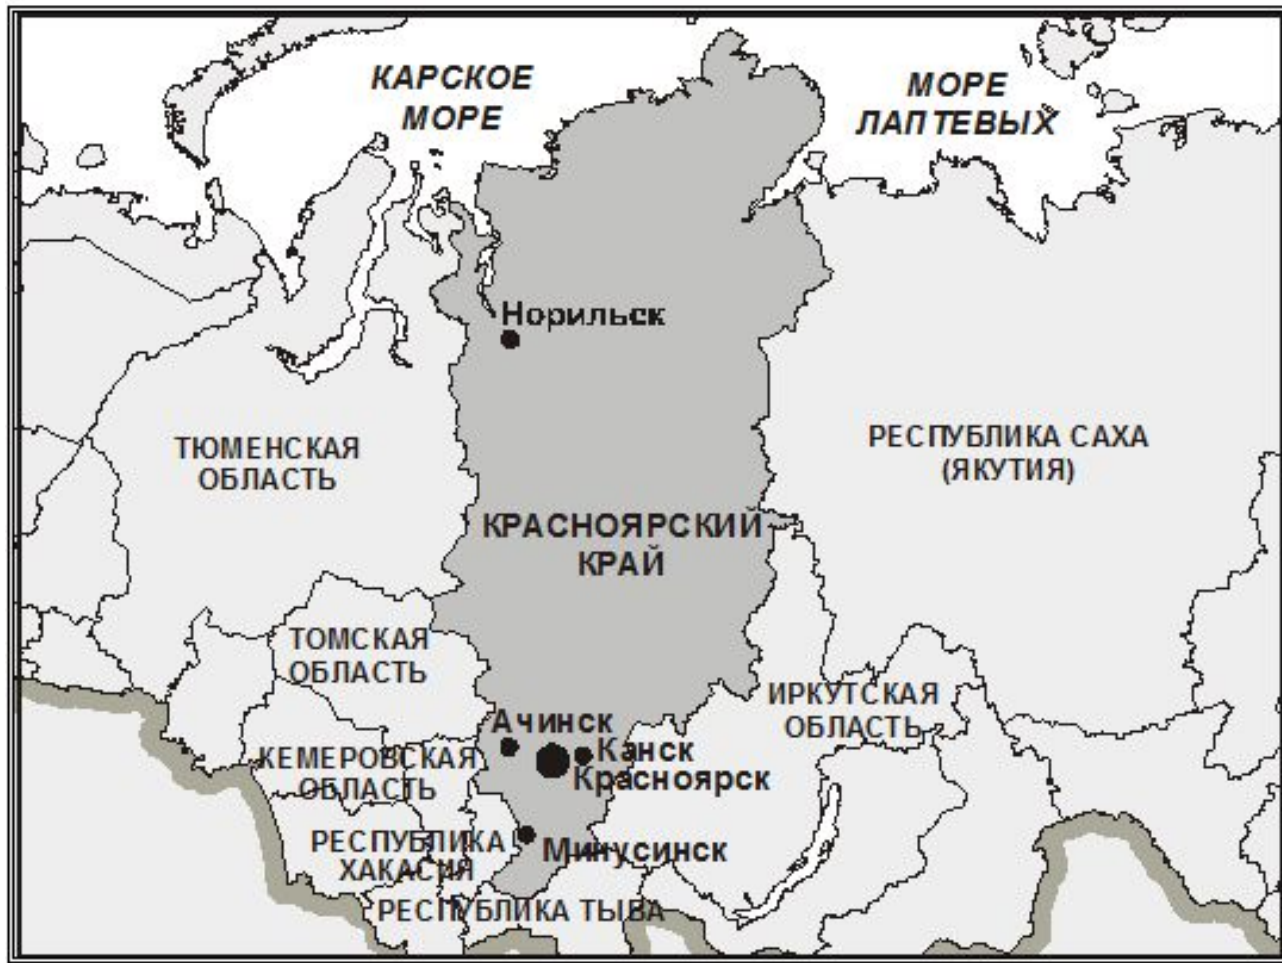 КАРСКОЕ
МОРЕ
МОРЕ
ЛАПТЕВЫХ
Норильск
ТЮМЕНСКАЯ
ОБЛАСТЬ
РЕСПУБЛИКА САХА
(ЯКУТИЯ)
КРАСНОЯРСКИЙ
КРАЙ
ТОМСКАЯ
ОБЛАСТЬ
ИРКУТСКАЯ
ОБЛАСТЬ
Ачинск
Канск
КЕМЕРОВСКАЯ
ОБЛАСТЬ
Красноярск
РЕСПУБЛИКА
ХАКАСИЯ
Минусинск
РЕСПУБЛИКА ТЫВА